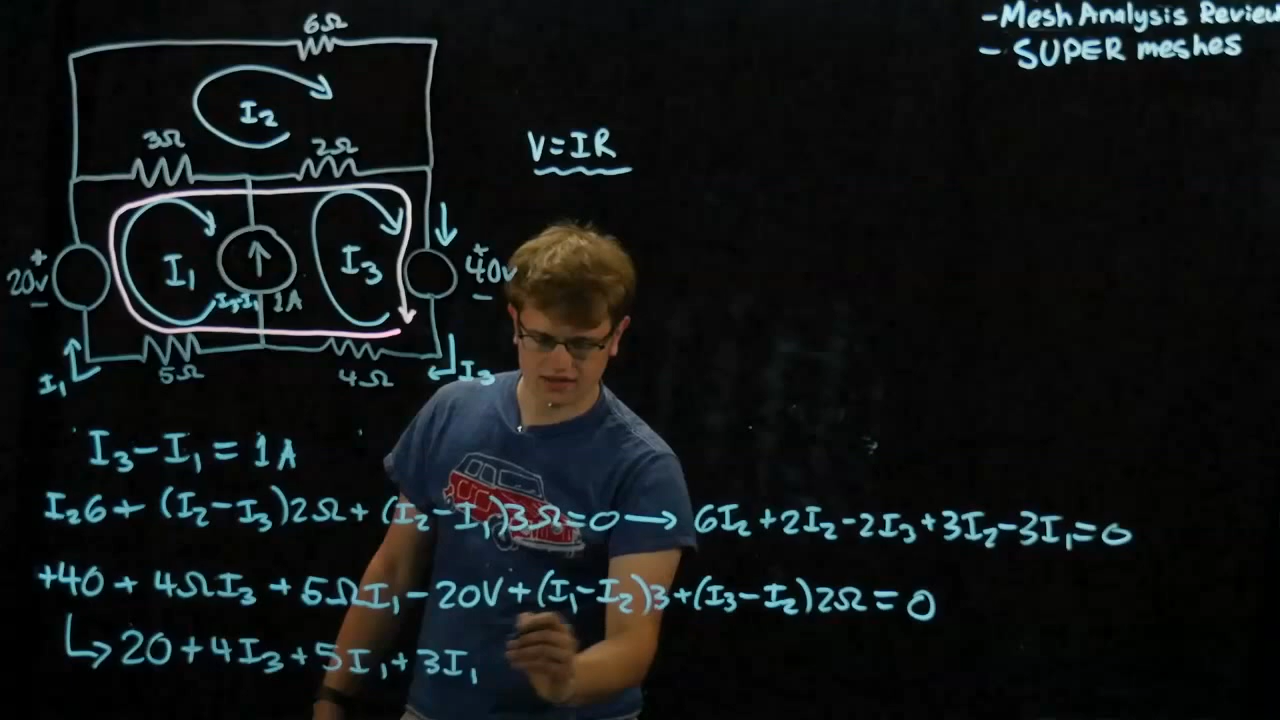 -Mesh Analysis Review
- SUPER meshes
6Ω
I₂
3Ω
2Ω
V=IR
+
20v
-
I₁
I₃-I₁
1A
I₃
+
40v
-
I₁
5Ω
4Ω
I₃
I₃-I₁=1A
I₂6+(I₂-I₃)2Ω+(I₂-I₁)3Ω=0→6I₂+2I₂-2I₃+3I₂-3I₁=0
+40+4ΩI₃+5ΩI₁-20V+(I₁-I₂)3+(I₃-I₂)2Ω=0
↳20+4I₃+5I₁+3I₁